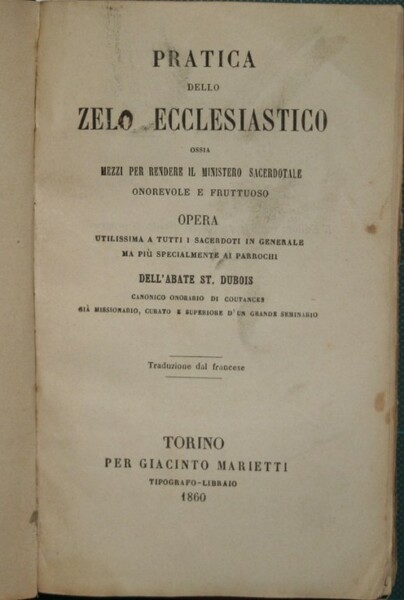 PRATICA
DELLO
ZELO ECCLESIASTICO
OSSIA
MEZZI PER RENDERE IL MINISTERO SACERDOTALE
ONOREVOLE E FRUTTUOSO
OPERA
UTILISSIMA A TUTTI I SACERDOTI IN GENERALE
MA PIÙ SPECIALMENTE AI PARROCHI
DELL'ABATE ST. DUBOIS
CANONICO ONORARIO DI COUTANCES
GIÀ MISSIONARIO, CURATO E SUPERIORE D'UN GRANDE SEMINARIO
Traduzione dal francese
TORINO
PER GIACINTO MARIETTI
TIPOGRAFO-LIBRAIO
1860